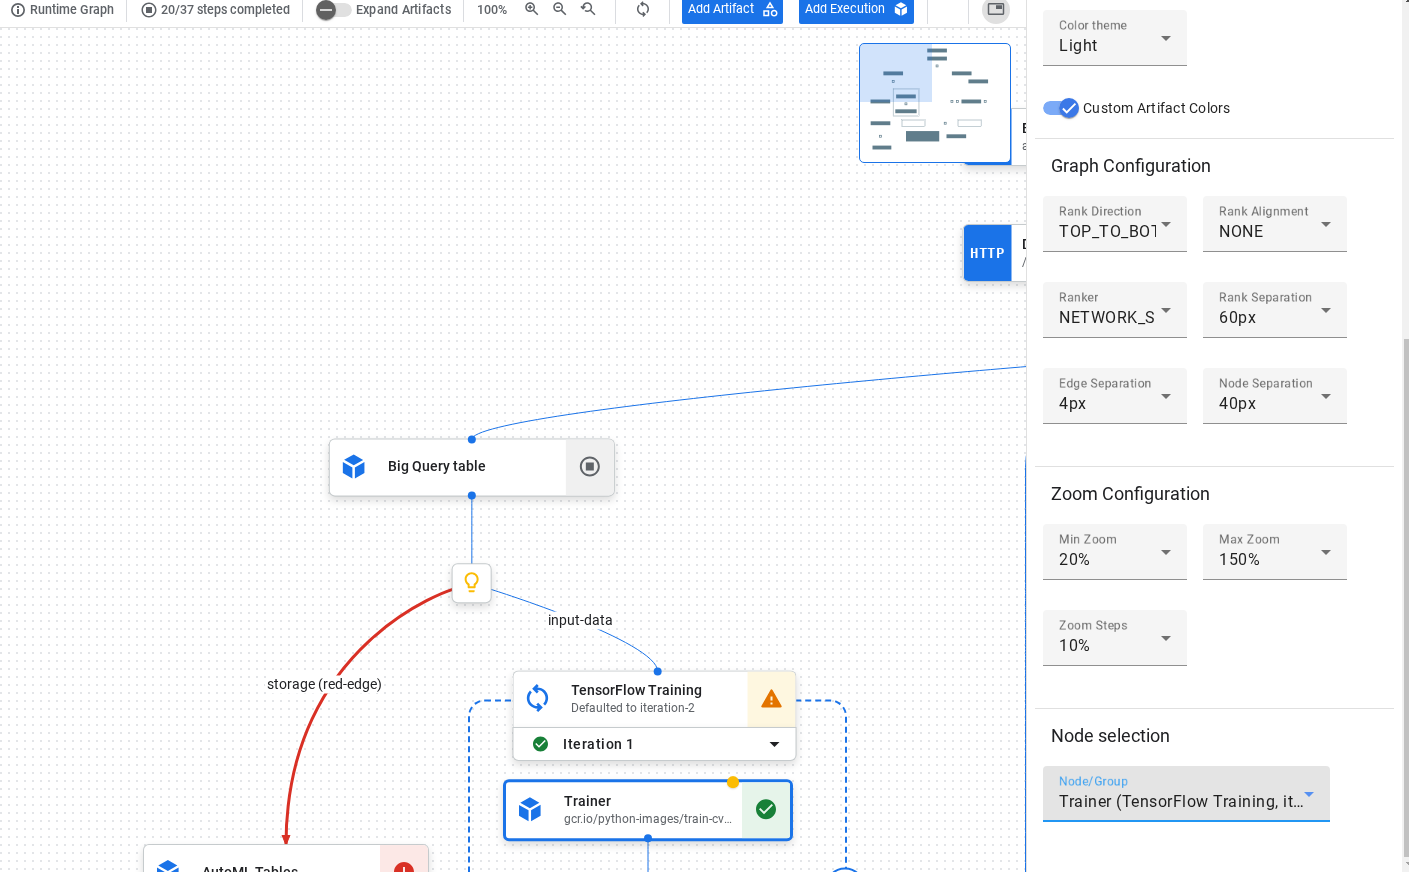 Runtime Graph
20/37 steps completed
Expand Artifacts
100%
Add Artifact
Add Execution
Color theme
Light
Custom Artifact Colors
Graph Configuration
Rank Direction
TOP_TO_BOT
Rank Alignment
NONE
Ranker
NETWORK_S
Rank Separation
60px
Edge Separation
4px
Node Separation
40px
Zoom Configuration
Min Zoom
20%
Max Zoom
150%
Zoom Steps
10%
Node selection
Node/Group
Trainer (TensorFlow Training, it...
HTTP
/
Big Query table
input-data
storage (red-edge)
TensorFlow Training
Defaulted to iteration-2
Iteration 1
Trainer
gcr.io/python-images/train-cv...
AutoML Tables